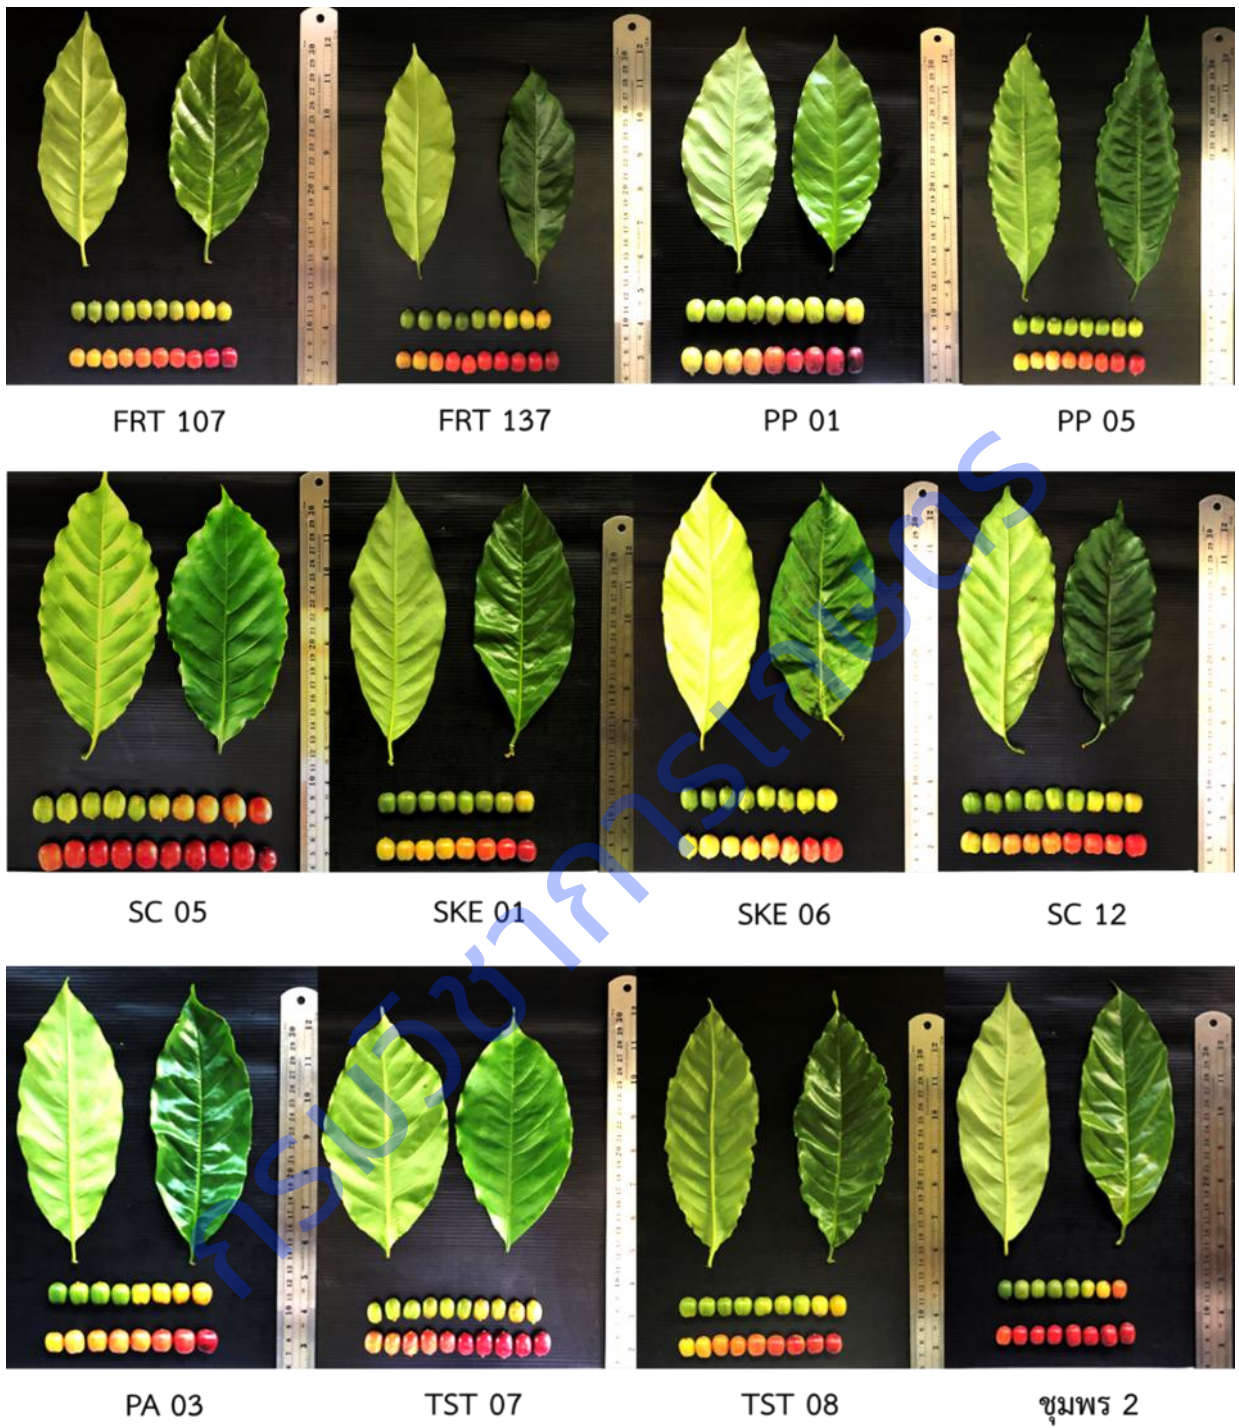 FRT 107
FRT 137
PP 01
PP 05
SC 05
SKE 01
SKE 06
SC 12
PA 03
TST 07
TST 08
ชุมพร 2
กรมวิชาการเกษตร